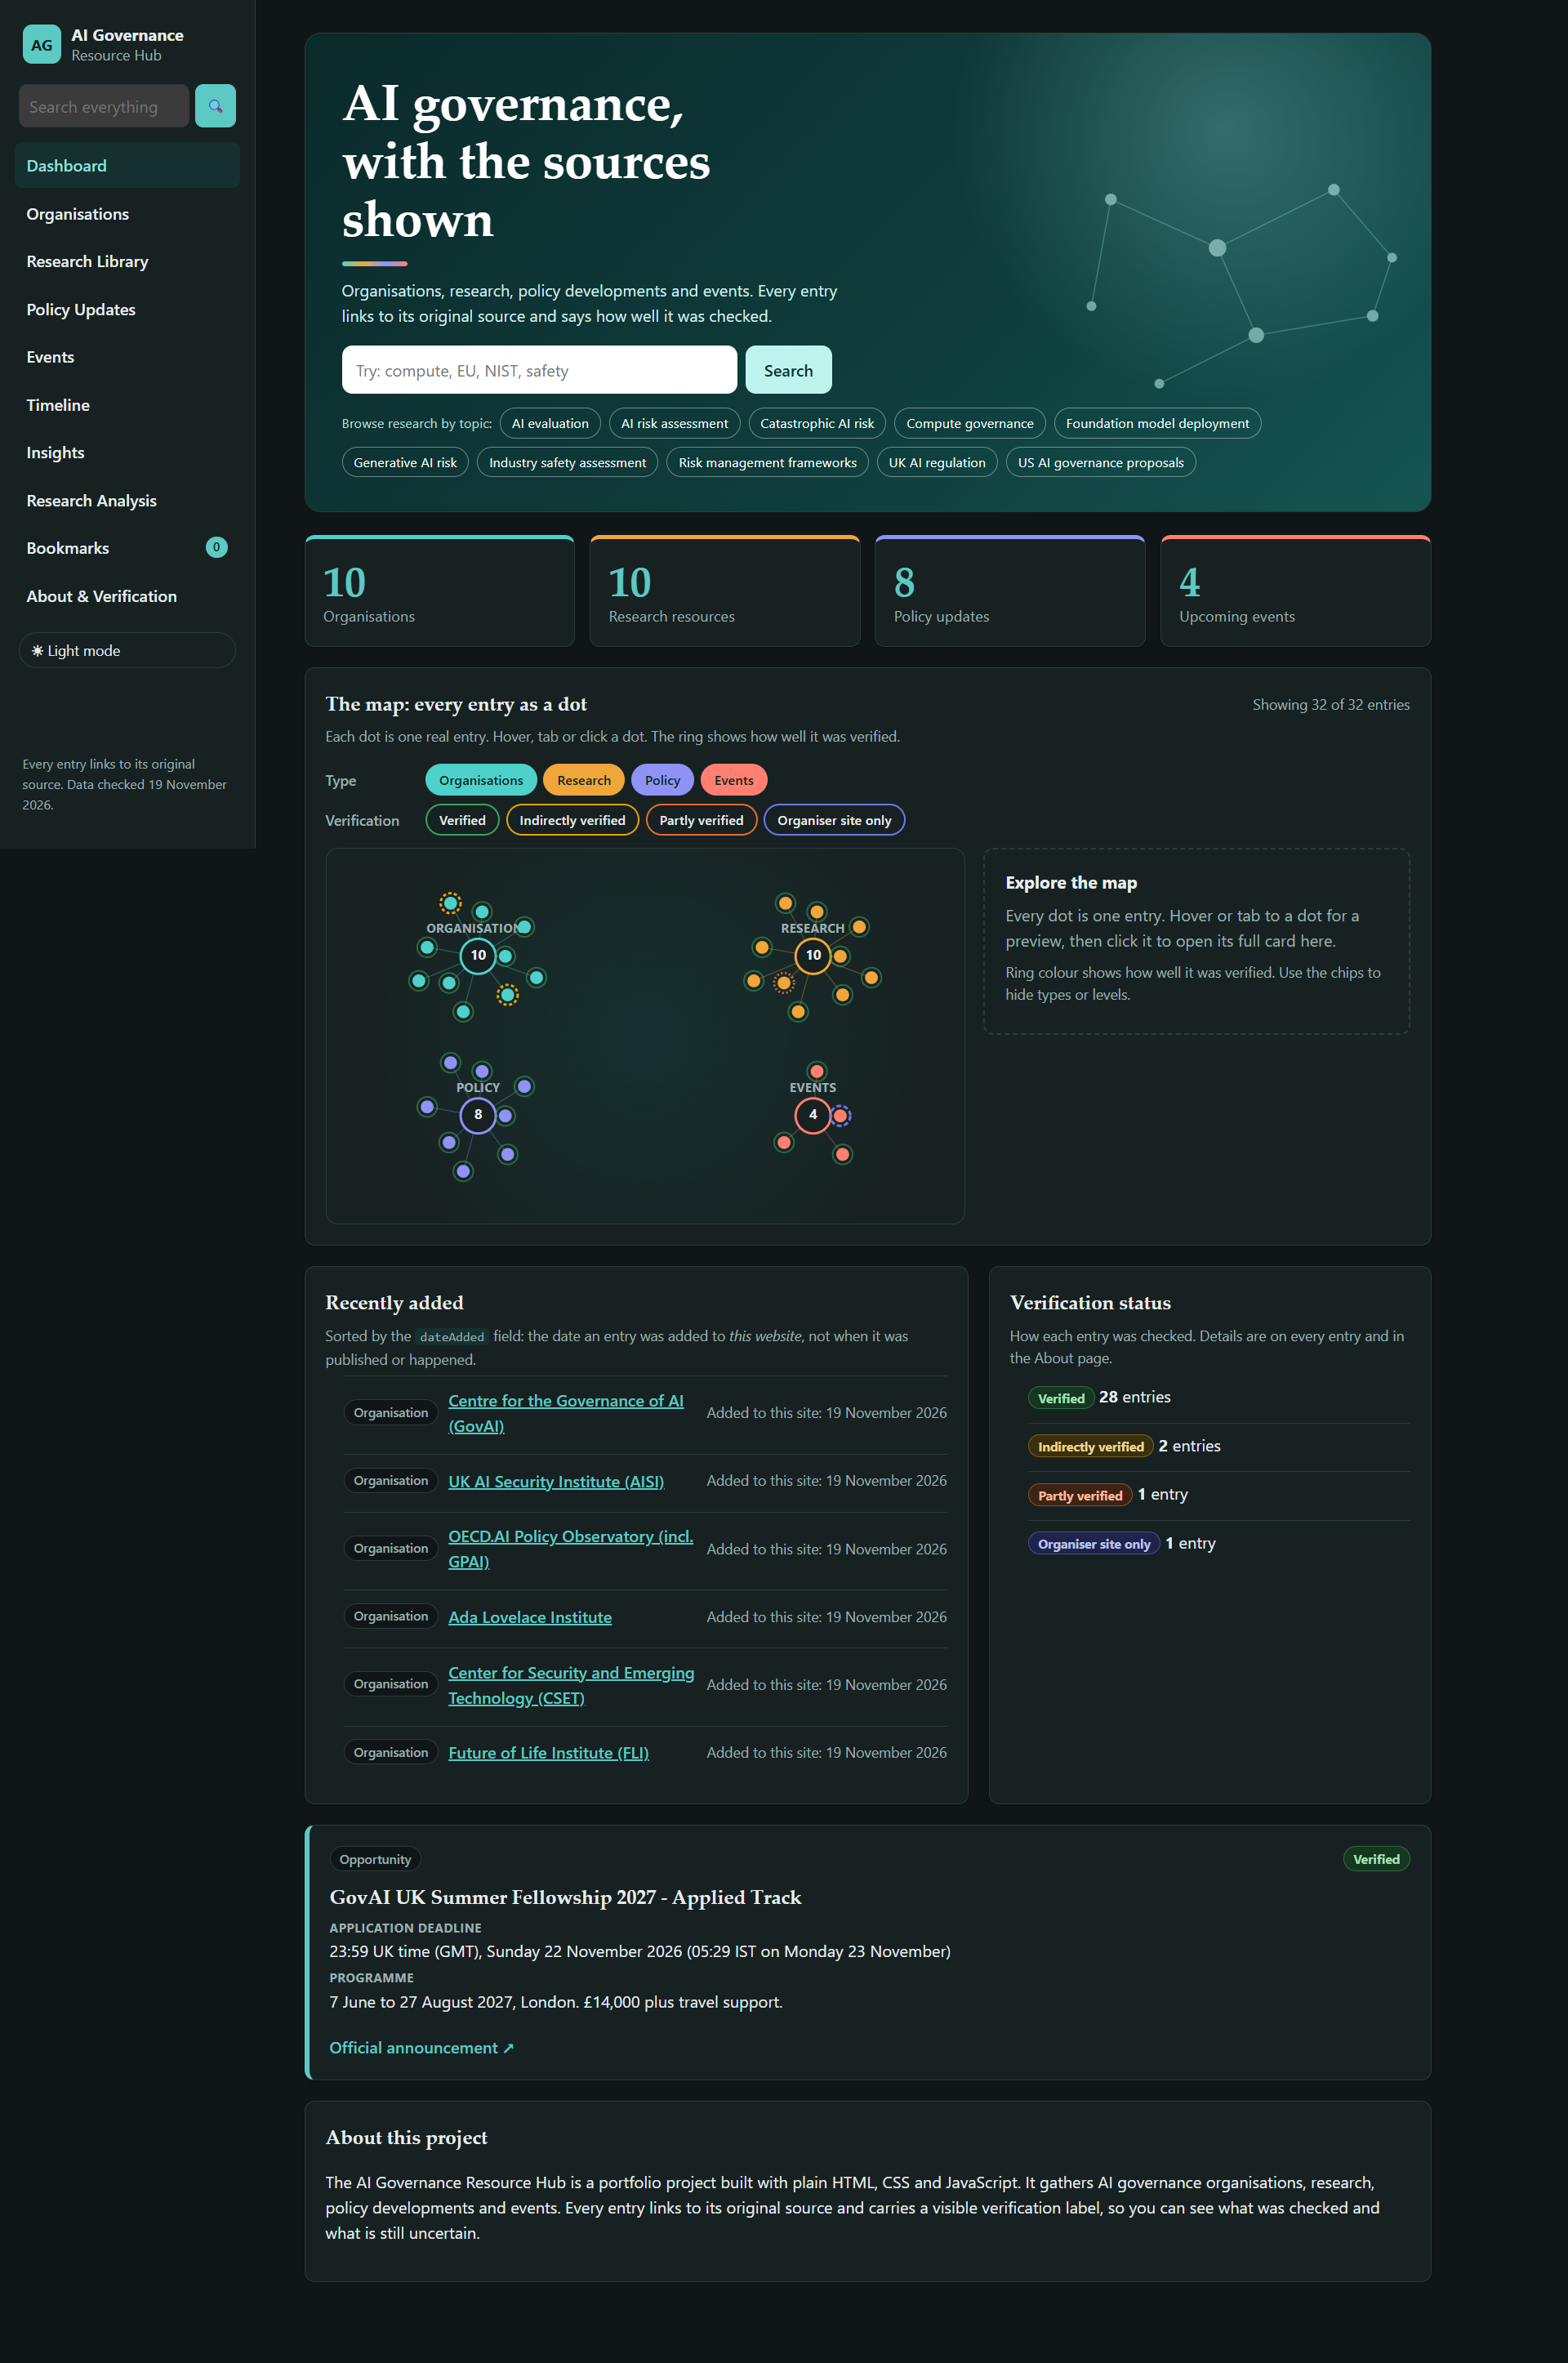 AG
AI Governance
Resource Hub
Search everything
Dashboard
Organisations
Research Library
Policy Updates
Events
Timeline
Insights
Research Analysis
Bookmarks 0
About & Verification
☀ Light mode
Every entry links to its original
source. Data checked 19 November
2026.
AI governance,
with the sources
shown
Organisations, research, policy developments and events. Every entry
links to its original source and says how well it was checked.
Try: compute, EU, NIST, safety Search
Browse research by topic: AI evaluation AI risk assessment Catastrophic AI risk Compute governance Foundation model deployment
Generative AI risk Industry safety assessment Risk management frameworks UK AI regulation US AI governance proposals
10
Organisations
10
Research resources
8
Policy updates
4
Upcoming events
The map: every entry as a dot
Showing 32 of 32 entries
Each dot is one real entry. Hover, tab or click a dot. The ring shows how well it was verified.
Type Organisations Research Policy Events
Verification Verified Indirectly verified Partly verified Organiser site only
ORGANISATION
10
RESEARCH
10
POLICY
8
EVENTS
4
Explore the map
Every dot is one entry. Hover or tab to a dot for a
preview, then click it to open its full card here.
Ring colour shows how well it was verified. Use the chips to
hide types or levels.
Recently added
Sorted by the dateAdded field: the date an entry was added to this website, not when it was
published or happened.
Organisation Centre for the Governance of AI
(GovAI) Added to this site: 19 November 2026
Organisation UK AI Security Institute (AISI) Added to this site: 19 November 2026
Organisation OECD.AI Policy Observatory (incl.
GPAI) Added to this site: 19 November 2026
Organisation Ada Lovelace Institute Added to this site: 19 November 2026
Organisation Center for Security and Emerging
Technology (CSET) Added to this site: 19 November 2026
Organisation Future of Life Institute (FLI) Added to this site: 19 November 2026
Verification status
How each entry was checked. Details are on every entry and in
the About page.
Verified 28 entries
Indirectly verified 2 entries
Partly verified 1 entry
Organiser site only 1 entry
Opportunity
Verified
GovAI UK Summer Fellowship 2027 - Applied Track
APPLICATION DEADLINE
23:59 UK time (GMT), Sunday 22 November 2026 (05:29 IST on Monday 23 November)
PROGRAMME
7 June to 27 August 2027, London. £14,000 plus travel support.
Official announcement ↗
About this project
The AI Governance Resource Hub is a portfolio project built with plain HTML, CSS and JavaScript. It gathers AI governance organisations, research,
policy developments and events. Every entry links to its original source and carries a visible verification label, so you can see what was checked and
what is still uncertain.